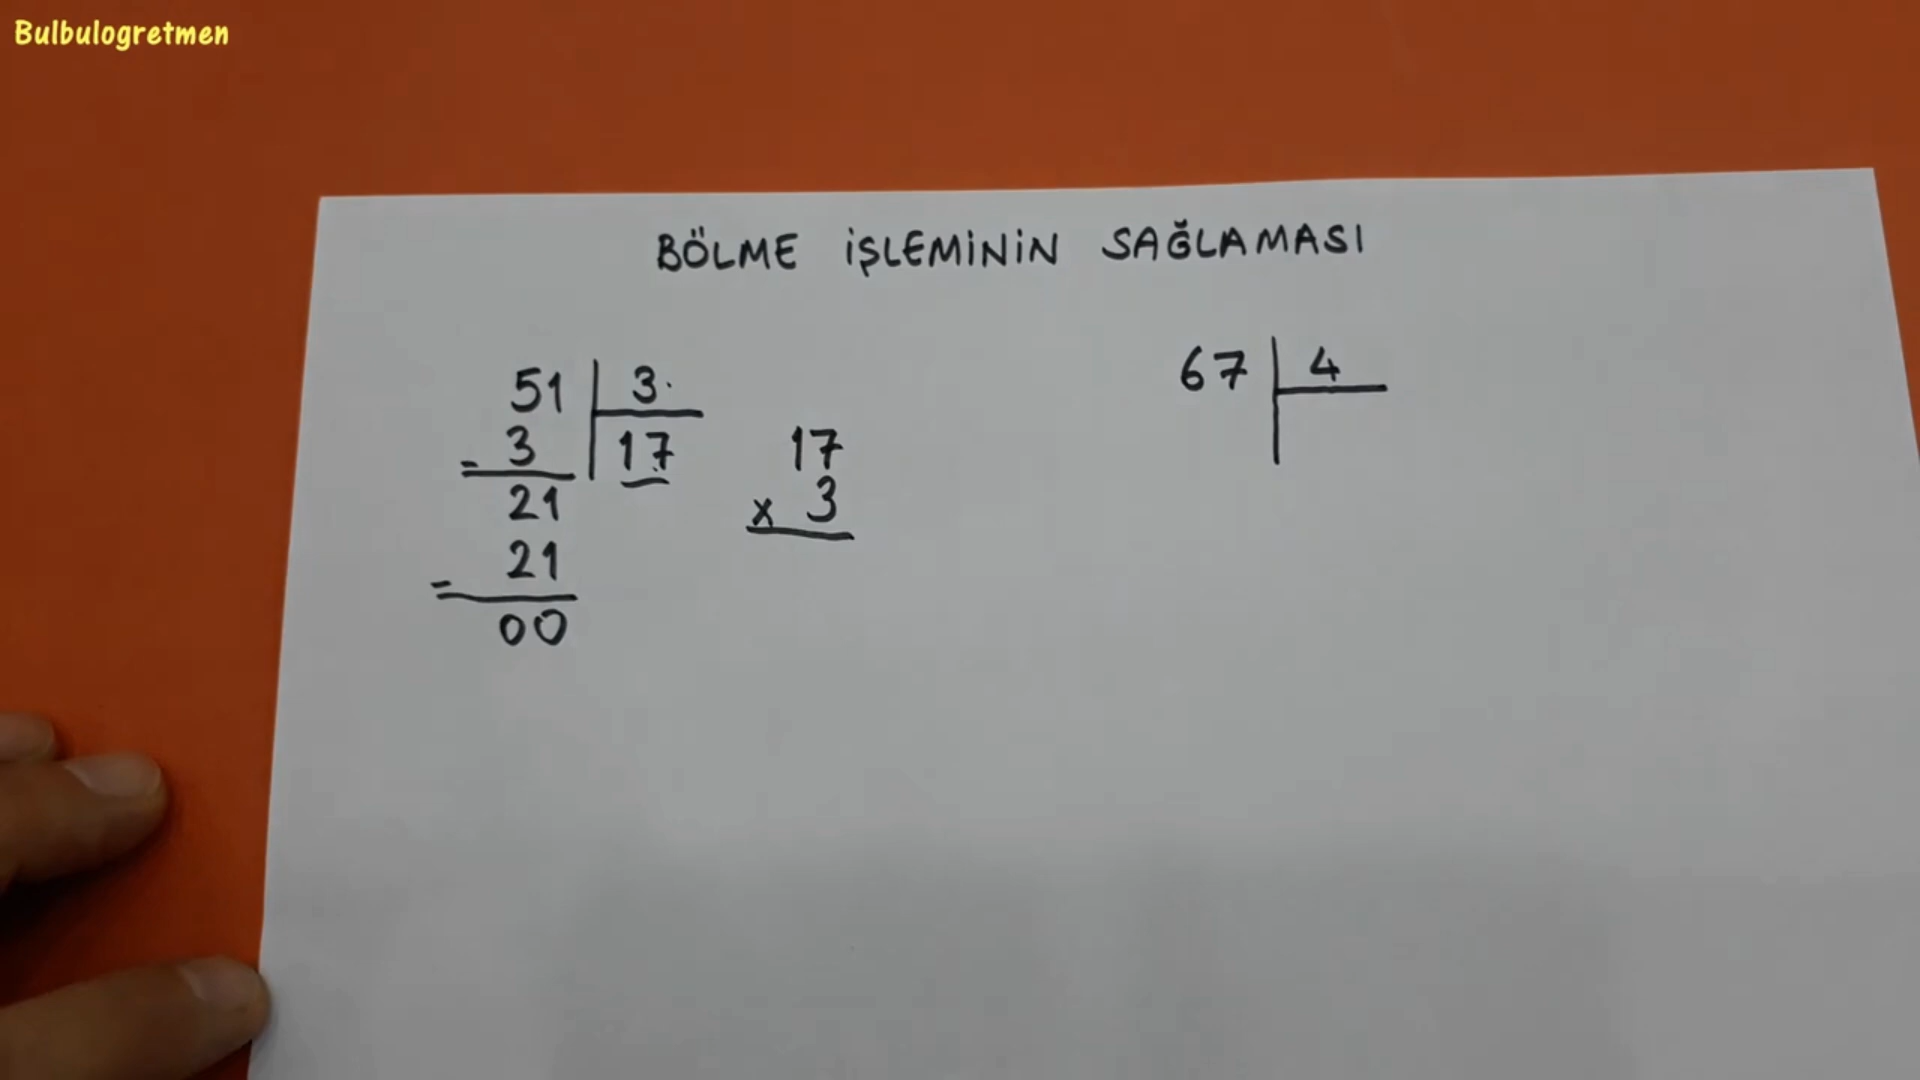 Bulbulogretmen
BÖLME İŞLEMİNİN SAĞLAMASI
51 | 3.
- 3 | 17
21
- 21
00
17
x 3
67 | 4